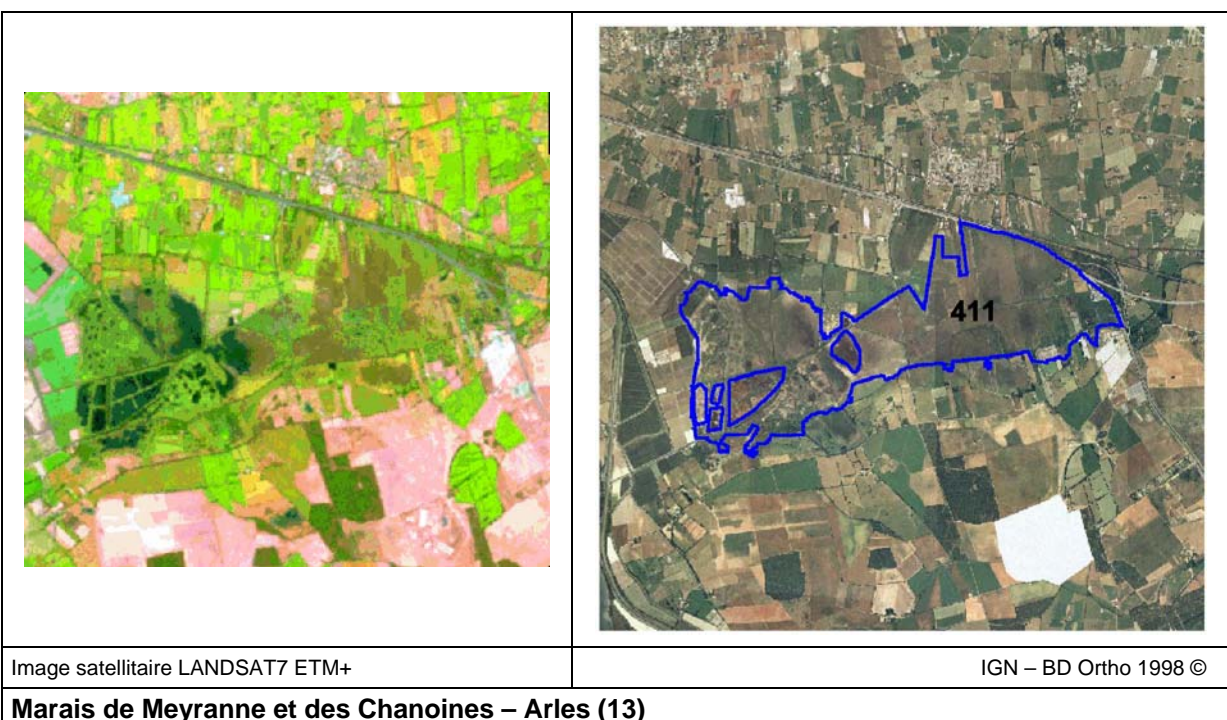 411
Image satellitaire LANDSAT7 ETM+
IGN – BD Ortho 1998 ©
Marais de Meyranne et des Chanoines – Arles (13)